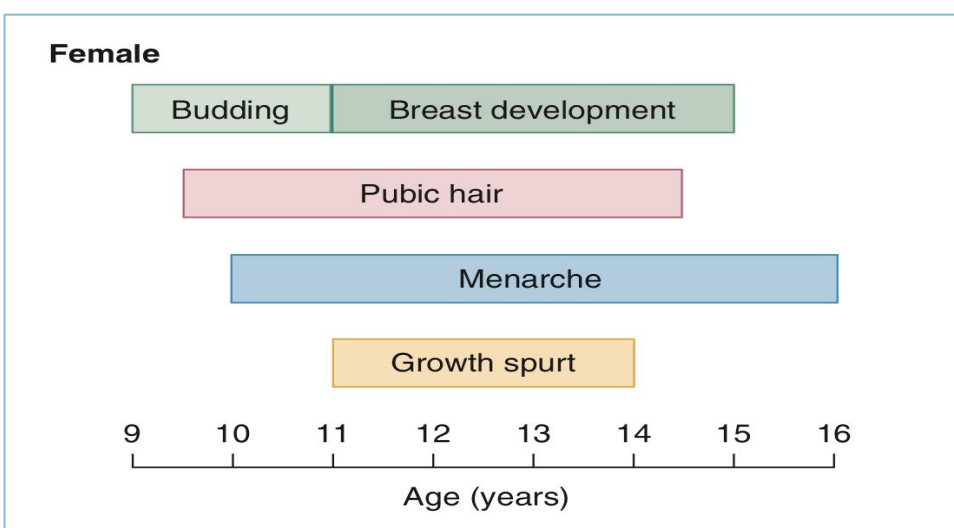 Female
Budding Breast development
Pubic hair
Menarche
Growth spurt
9 10 11 12 13 14 15 16
Age (years)